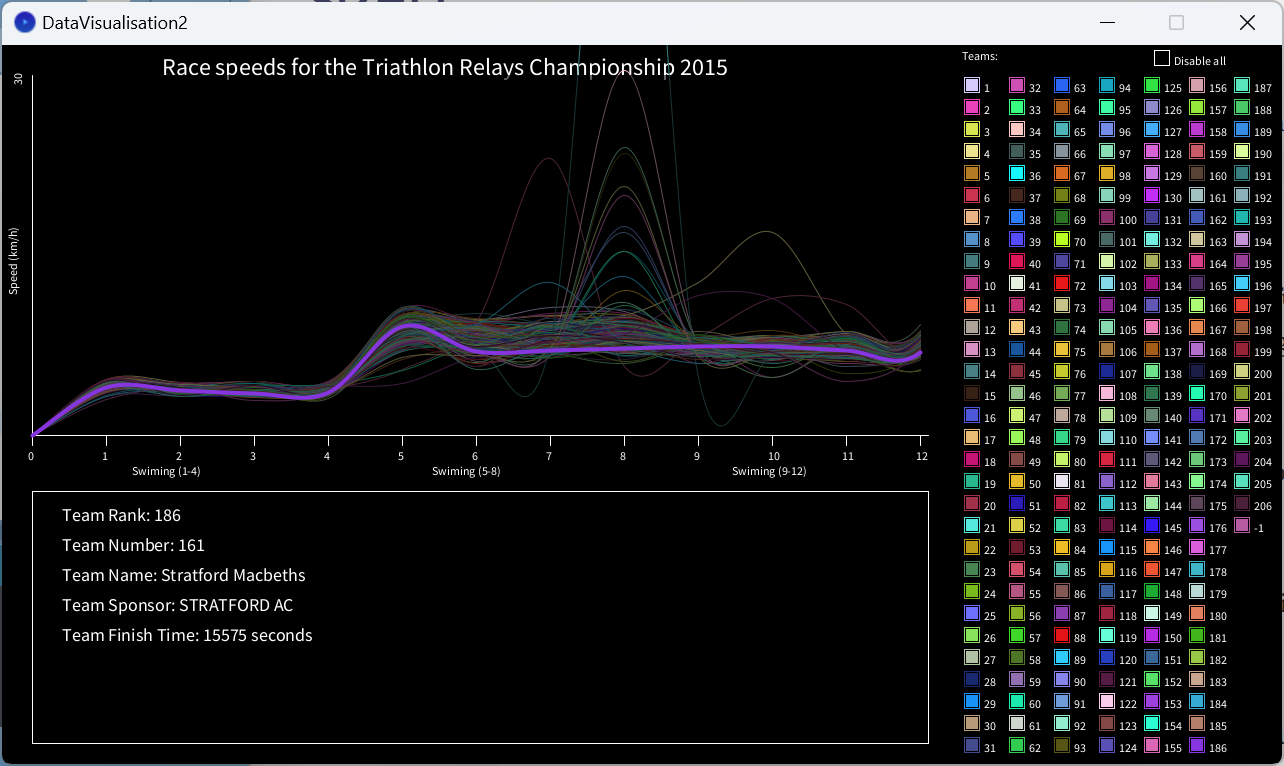 DataVisualisation2
Race speeds for the Triathlon Relays Championship 2015
30
Speed (km/h)
0 1 2 3 4 5 6 7 8 9 10 11 12
Swiming (1-4) Swiming (5-8) Swiming (9-12)
Team Rank: 186
Team Number: 161
Team Name: Stratford Macbeths
Team Sponsor: STRATFORD AC
Team Finish Time: 15575 seconds
Teams: Disable all
1 32 63 94 125 156 187
2 33 64 95 126 157 188
3 34 65 96 127 158 189
4 35 66 97 128 159 190
5 36 67 98 129 160 191
6 37 68 99 130 161 192
7 38 69 100 131 162 193
8 39 70 101 132 163 194
9 40 71 102 133 164 195
10 41 72 103 134 165 196
11 42 73 104 135 166 197
12 43 74 105 136 167 198
13 44 75 106 137 168 199
14 45 76 107 138 169 200
15 46 77 108 139 170 201
16 47 78 109 140 171 202
17 48 79 110 141 172 203
18 49 80 111 142 173 204
19 50 81 112 143 174 205
20 51 82 113 144 175 206
21 52 83 114 145 176 -1
22 53 84 115 146 177
23 54 85 116 147 178
24 55 86 117 148 179
25 56 87 118 149 180
26 57 88 119 150 181
27 58 89 120 151 182
28 59 90 121 152 183
29 60 91 122 153 184
30 61 92 123 154 185
31 62 93 124 155 186